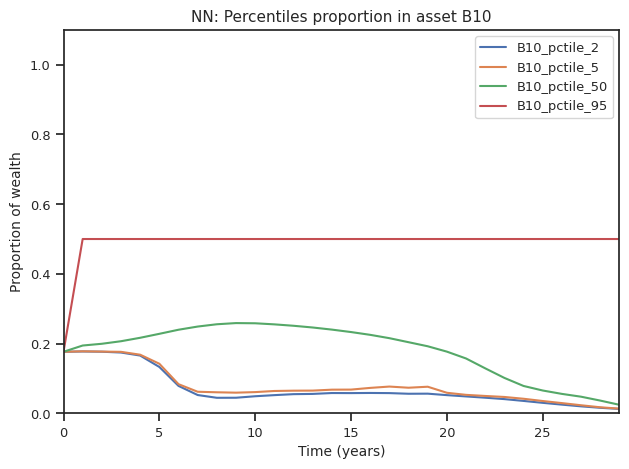 NN: Percentiles proportion in asset B10
B10_pctile_2
B10_pctile_5
B10_pctile_50
B10_pctile_95
1.0
0.8
0.6
0.4
0.2
0.0
Proportion of wealth
0 5 10 15 20 25
Time (years)